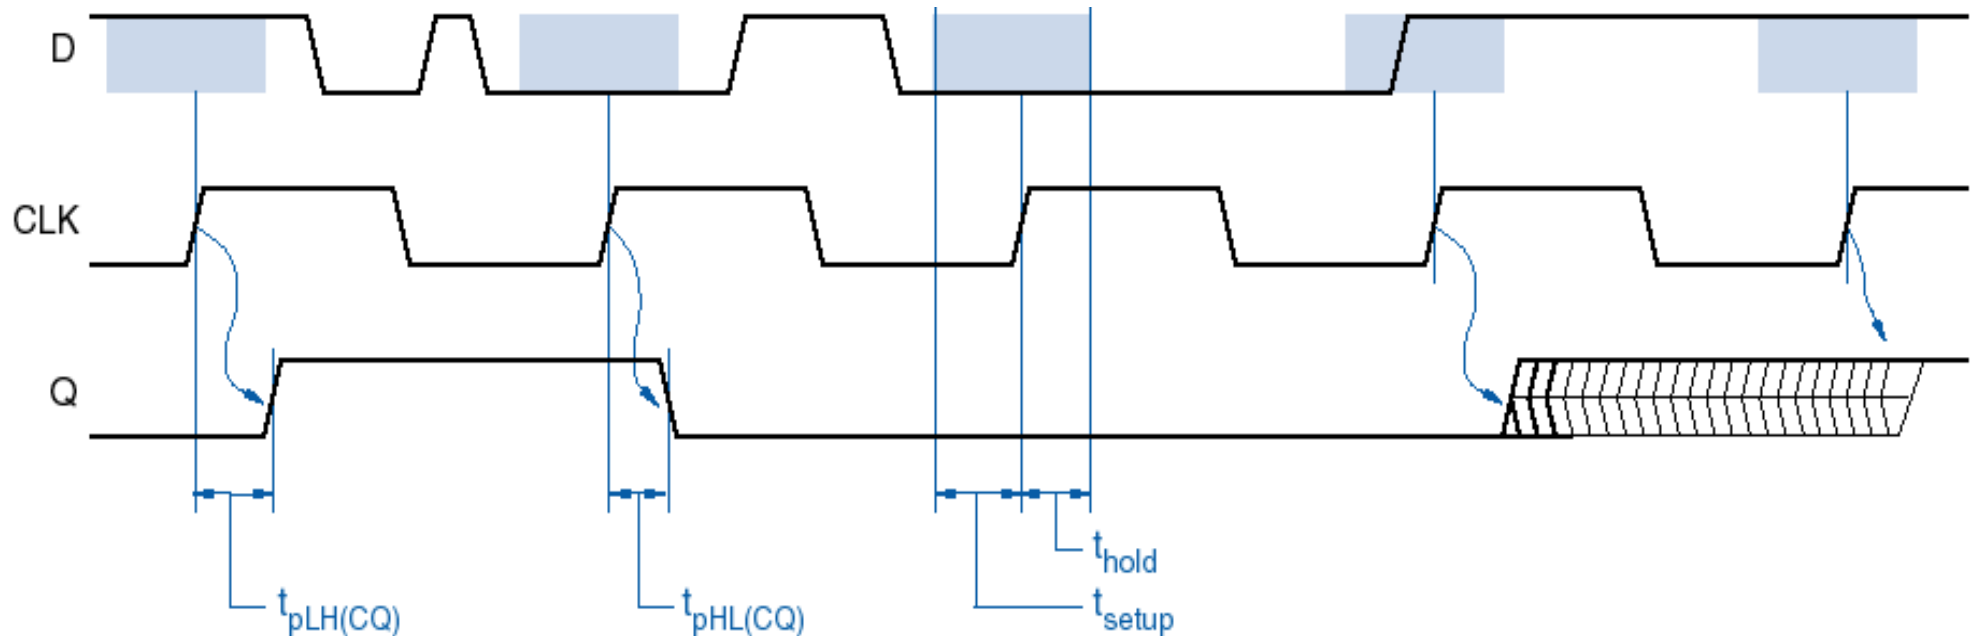 D
CLK
Q
thold
tpLH(CQ)
tpHL(CQ)
tsetup